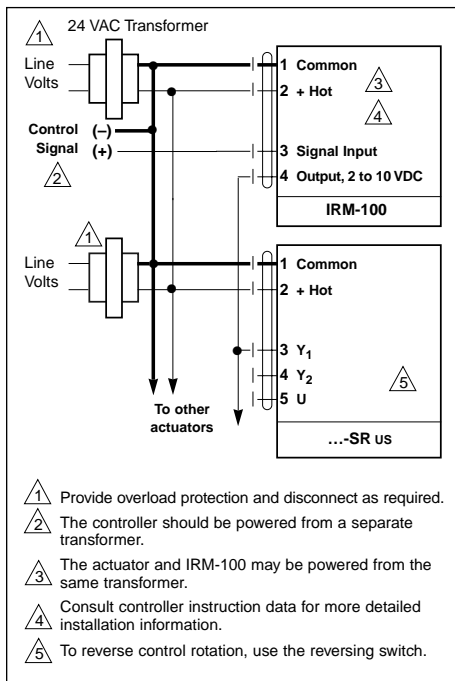 1 24 VAC Transformer
Line
Volts
1 Common
2 + Hot
3
4
Control (–)
Signal (+)
2
3 Signal Input
4 Output, 2 to 10 VDC
IRM-100
1
Line
Volts
1 Common
2 + Hot
3 Y1
4 Y2
5 U
5
To other
actuators
...-SR US
1 Provide overload protection and disconnect as required.
2 The controller should be powered from a separate
transformer.
3 The actuator and IRM-100 may be powered from the
same transformer.
4 Consult controller instruction data for more detailed
installation information.
5 To reverse control rotation, use the reversing switch.